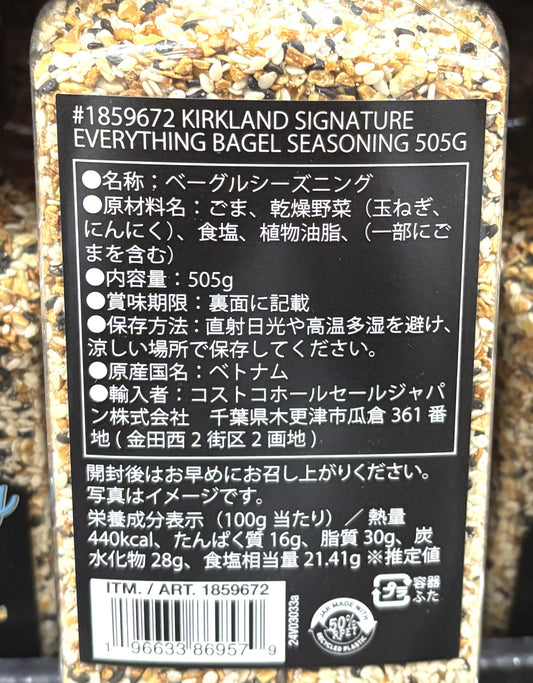 #1859672 KIRKLAND SIGNATURE
EVERYTHING BAGEL SEASONING 505G
●名称：ベーグルシーズニング
●原材料名：ごま、乾燥野菜（玉ねぎ、
にんにく）、食塩、植物油脂、（一部にご
まを含む）
●内容量：505g
●賞味期限：裏面に記載
●保存方法：直射日光や高温多湿を避け、
涼しい場所で保存してください。
●原産国名：ベトナム
●輸入者：コストコホールセールジャパ
ン株式会社　千葉県木更津市瓜倉 361 番
地 ( 金田西 2 街区 2 画地 )
開封後はお早めにお召し上がりください。
写真はイメージです。
栄養成分表示（100g 当たり）／ 熱量
440kcal、たんぱく質 16g、脂質 30g、炭
水化物 28g、食塩相当量 21.41g ※推定値
ITM. / ART. 1859672
1 96633 86957 9
24V03033a
プラ
容器
ふた
JAR MADE WITH
50%
RPET
RECYCLED PLASTIC